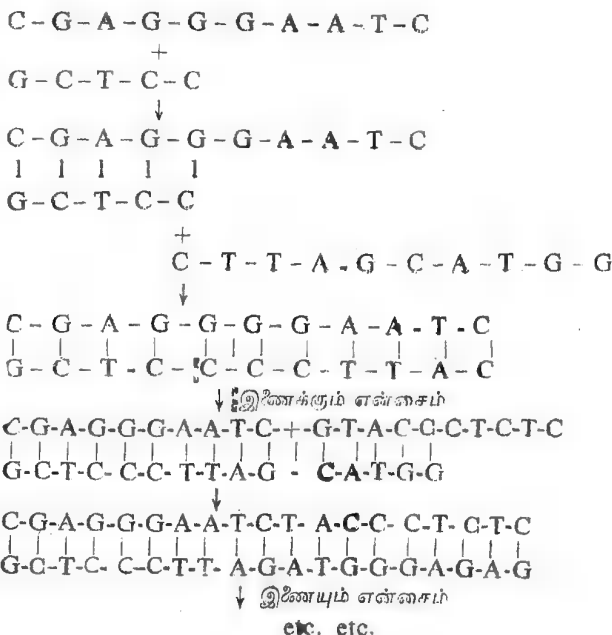 C – G – A – G – G – G – A – A – T – C
+
G – C – T – C – C
↓
C – G – A – G – G – G – A – A – T – C
| | | | |
G – C – T – C – C
+
C – T – T – A - G – C – A – T – G – G
↓
C – G – A – G – G – G – G – A – A - T - C
| | | | | | | | | | |
G – C – T - C - C – C – C – T – T – A – C
↓ இணைக்கும் என்சைம்
C-G-A-G-G-G-A-A-T-C-+-G-T-A-C-C-C-T-C-T-C
| | | | | | | | | | | | | | |
G-C-T-C-C-C-T-T-A-G - C-A-T-G-G
↓
C-G-A-G-G-G-A-A-T-C-T- A-C-C- C-T- C-T-C
| | | | | | | | | | | | | | | | | |
G-C-T-C- C-C-T-T- A-G-A-T-G-G-G-A-G-A-G
↓ இணையும் என்சைம்
etc. etc.